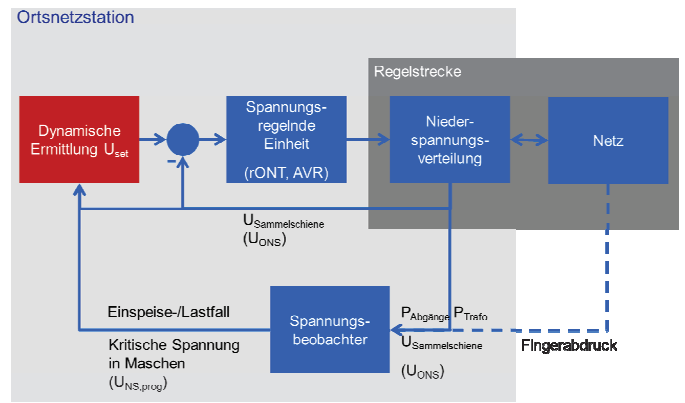 Ortsnetzstation
Regelstrecke
Dynamische
Ermittlung Uset
-
Spannungs-
regelnde
Einheit
(rONT, AVR)
Nieder-
spannungs-
verteilung
Netz
USammelschiene
(UONS)
Einspeise-/Lastfall
Kritische Spannung
in Maschen
(UNS,prog)
Spannungs-
beobachter
PAbgänge PTrafo
USammelschiene
(UONS)
Fingerabdruck